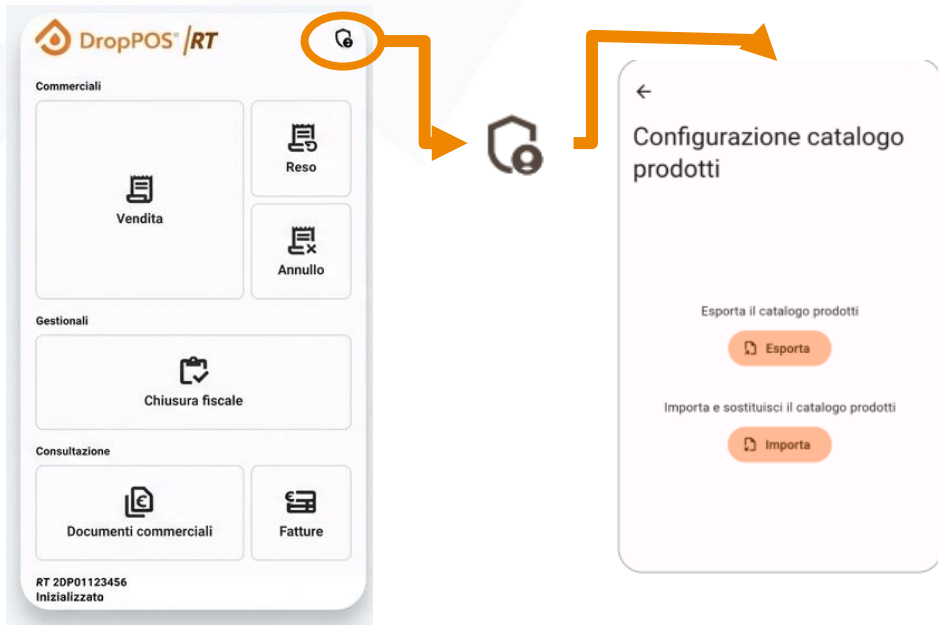 DropPOS® /RT
Commerciali
Vendita
Reso
Annullo
Gestionali
Chiusura fiscale
Consultazione
Documenti commerciali
Fatture
RT 2DP01123456
Inizializzato
Configurazione catalogo
prodotti
Esporta il catalogo prodotti
Esporta
Importa e sostituisci il catalogo prodotti
Importa